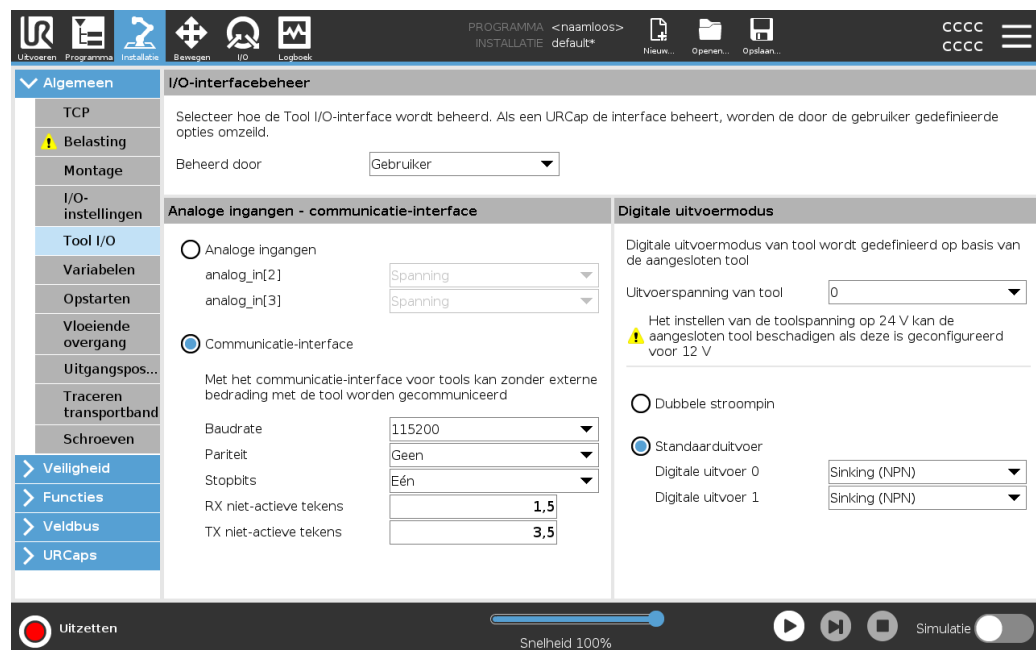 UR
PROGRAMMA <naamloos>
INSTALLATIE default*
CCCC
CCCC
Uitvoeren Programma Installatie Bewegen I/O Logboek Nieuw... Openen... Opslaan...
Algemeen
TCP
Belasting
Montage
I/O-
instellingen
Tool I/O
Variabelen
Opstarten
Vloeiende
overgang
Uitgangspos...
Traceren
transportband
Schroeven
Veiligheid
Functies
Veldbus
URCaps
I/O-interfacebeheer
Selecteer hoe de Tool I/O-interface wordt beheerd. Als een URCap de interface beheert, worden de door de gebruiker gedefinieerde
opties omzeild.
Beheerd door Gebruiker
Analoge ingangen - communicatie-interface
Analoge ingangen
analog_in[2] Spanning
analog_in[3] Spanning
Communicatie-interface
Met het communicatie-interface voor tools kan zonder externe
bedrading met de tool worden gecommuniceerd
Baudrate 115200
Pariteit Geen
Stopbits Eén
RX niet-actieve tekens 1,5
TX niet-actieve tekens 3,5
Digitale uitvoermodus
Digitale uitvoermodus van tool wordt gedefinieerd op basis van
de aangesloten tool
Uitvoerspanning van tool 0
Het instellen van de toolspanning op 24 V kan de
aangesloten tool beschadigen als deze is geconfigureerd
voor 12 V
Dubbele stroompin
Standaarduitvoer
Digitale uitvoer 0 Sinking (NPN)
Digitale uitvoer 1 Sinking (NPN)
Uitzetten
Snelheid 100%
Simulatie